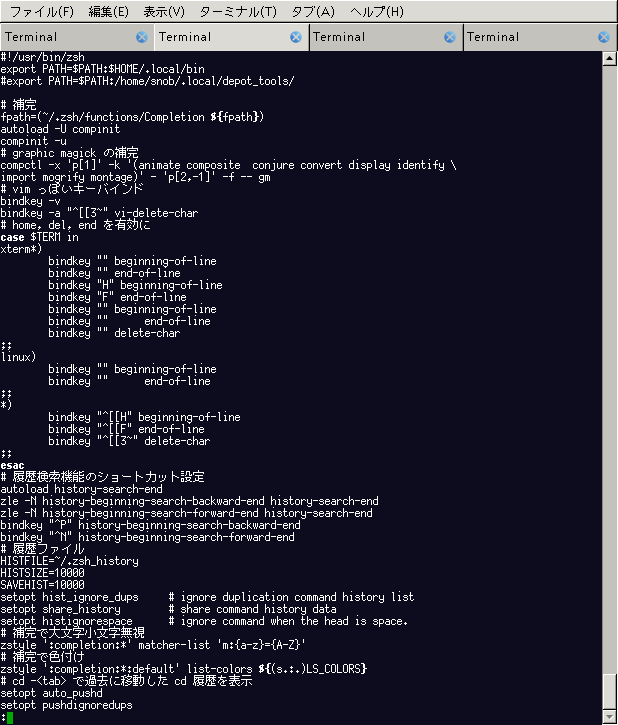 ファイル(F) 編集(E) 表示(V) ターミナル(T) タブ(A) ヘルプ(H)
Terminal Terminal Terminal Terminal
#!/usr/bin/zsh
export PATH=$PATH:$HOME/.local/bin
#export PATH=$PATH:/home/snob/.local/depot_tools/
# 補完
fpath=(~/.zsh/functions/Completion ${fpath})
autoload -U compinit
compinit -u
# graphic magick の補完
compctl -x 'p[1]' -k '(animate composite  conjure convert display identify \
import mogrify montage)' - 'p[2,-1]' -f -- gm
# vim っぽいキーバインド
bindkey -v
bindkey -a "^[[3~" vi-delete-char
# home, del, end を有効に
case $TERM in
xterm*)
        bindkey "" beginning-of-line
        bindkey "" end-of-line
        bindkey "H" beginning-of-line
        bindkey "F" end-of-line
        bindkey "" beginning-of-line
        bindkey ""      end-of-line
        bindkey "" delete-char
;;
linux)
        bindkey "" beginning-of-line
        bindkey ""      end-of-line
;;
*)
        bindkey "^[[H" beginning-of-line
        bindkey "^[[F" end-of-line
        bindkey "^[[3~" delete-char
;;
esac
# 履歴検索機能のショートカット設定
autoload history-search-end
zle -N history-beginning-search-backward-end history-search-end
zle -N history-beginning-search-forward-end history-search-end
bindkey "^P" history-beginning-search-backward-end
bindkey "^N" history-beginning-search-forward-end
# 履歴ファイル
HISTFILE=~/.zsh_history
HISTSIZE=10000
SAVEHIST=10000
setopt hist_ignore_dups     # ignore duplication command history list
setopt share_history        # share command history data
setopt histignorespace      # ignore command when the head is space.
# 補完で大文字小文字無視
zstyle ':completion:*' matcher-list 'm:{a-z}={A-Z}'
# 補完で色付け
zstyle ':completion:*:default' list-colors ${(s.:.)LS_COLORS}
# cd -<tab> で過去に移動した cd 履歴を表示
setopt auto_pushd
setopt pushdignoredups
: